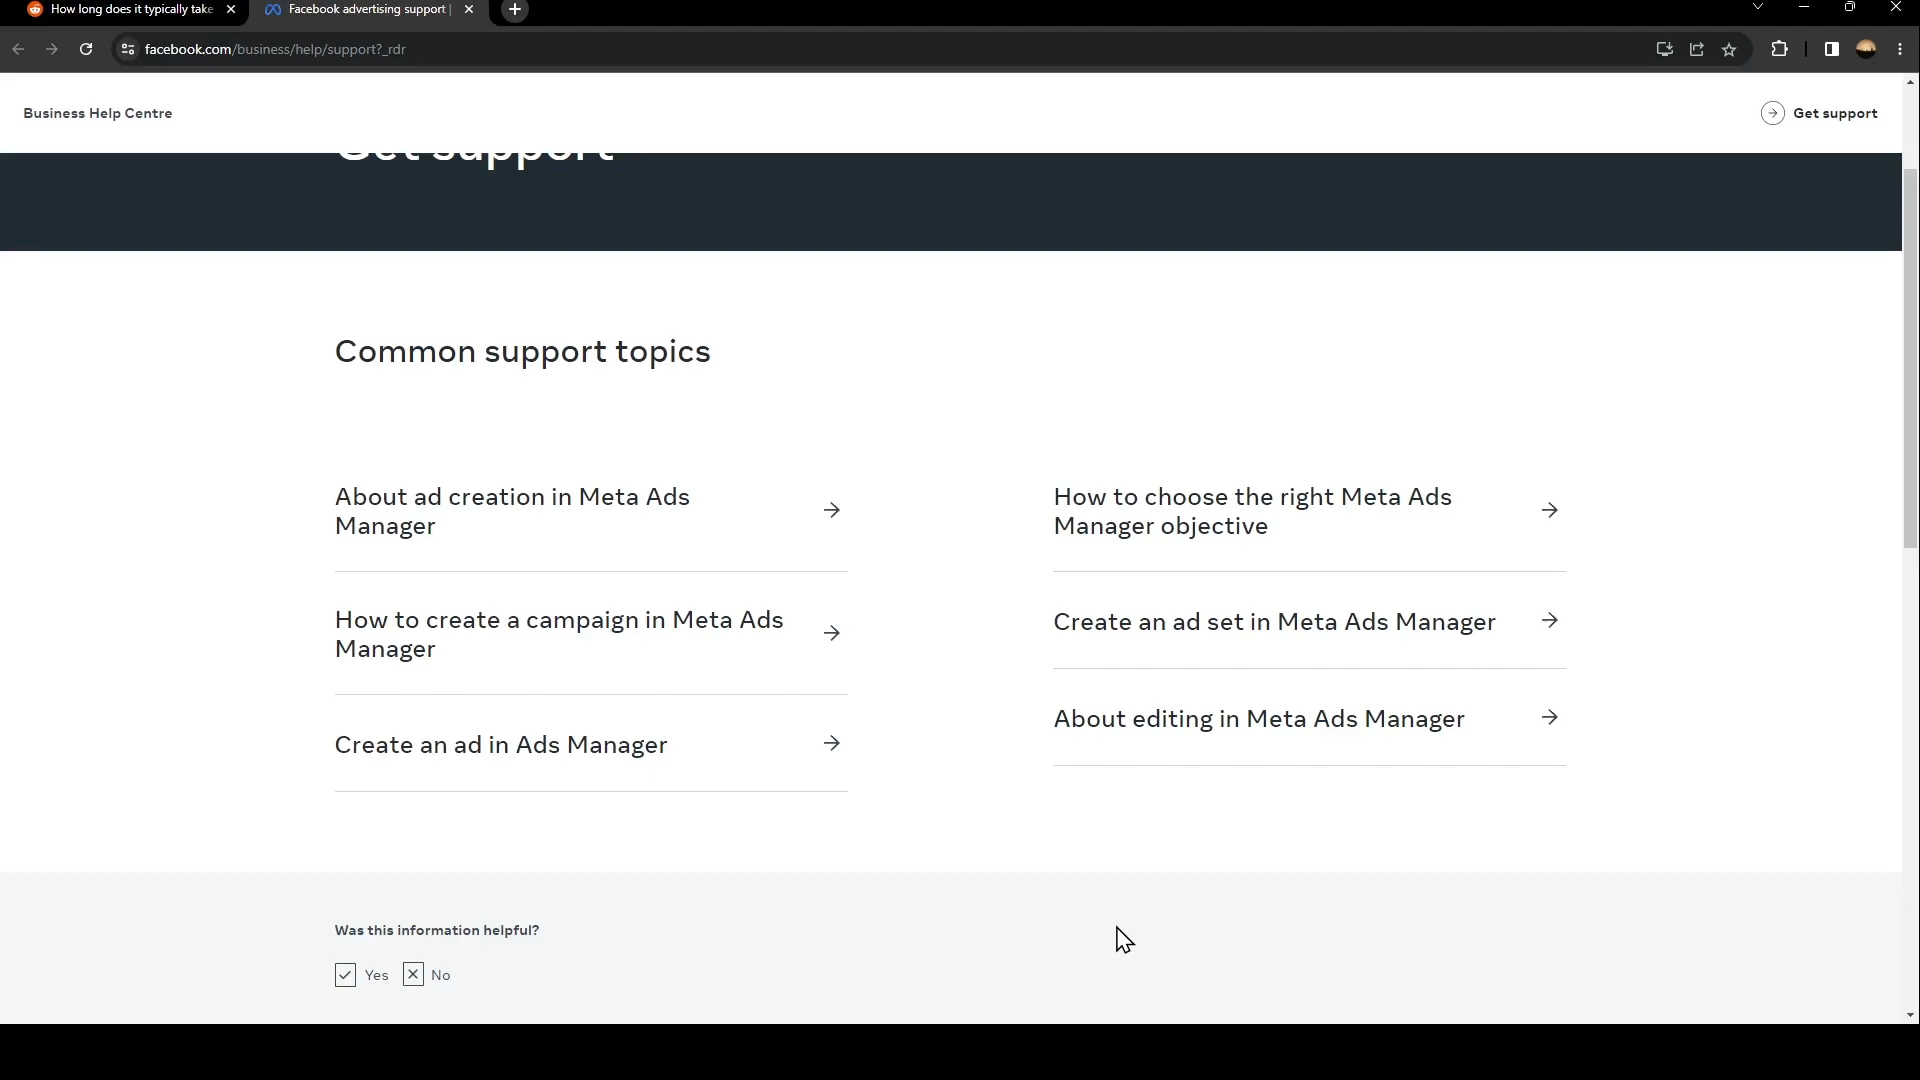 How long does it typically take
Facebook advertising support |
facebook.com/business/help/support?_rdr
Business Help Centre
Get support
Get support
Common support topics
About ad creation in Meta Ads
Manager
How to choose the right Meta Ads
Manager objective
How to create a campaign in Meta Ads
Manager
Create an ad set in Meta Ads Manager
About editing in Meta Ads Manager
Create an ad in Ads Manager
Was this information helpful?
Yes
No